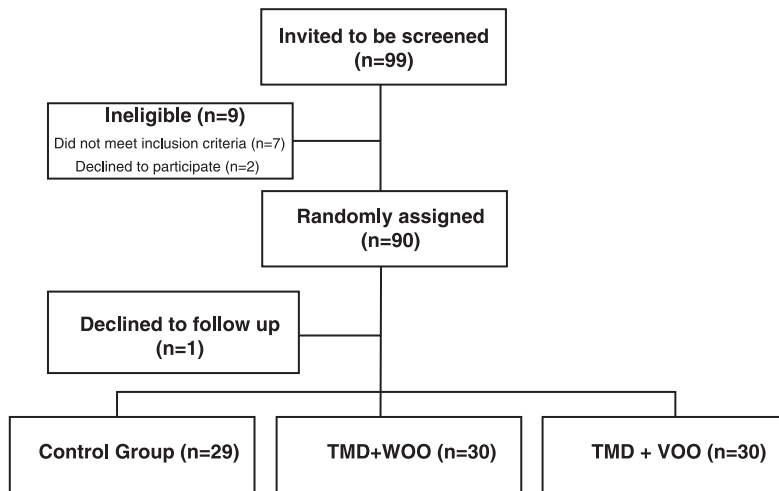 Invited to be screened
(n=99)
Ineligible (n=9)
Did not meet inclusion criteria (n=7)
Declined to participate (n=2)
Randomly assigned
(n=90)
Declined to follow up
(n=1)
Control Group (n=29)
TMD+WOO (n=30)
TMD + VOO (n=30)